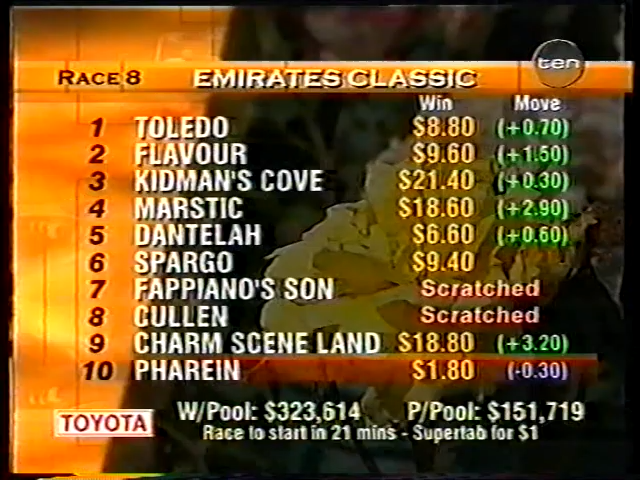 ten
RACE 8 EMIRATES CLASSIC
Win Move
1 TOLEDO $8.80 (+0.70)
2 FLAVOUR $9.60 (+1.50)
3 KIDMAN'S COVE $21.40 (+0.30)
4 MARSTIC $18.60 (+2.90)
5 DANTELAH $6.60 (+0.60)
6 SPARGO $9.40
7 FAPPIANO'S SON Scratched
8 CULLEN Scratched
9 CHARM SCENE LAND $18.80 (+3.20)
10 PHAREIN $1.80 (-0.30)
TOYOTA W/Pool: $323,614 P/Pool: $151,719
Race to start in 21 mins - Supertab for $1